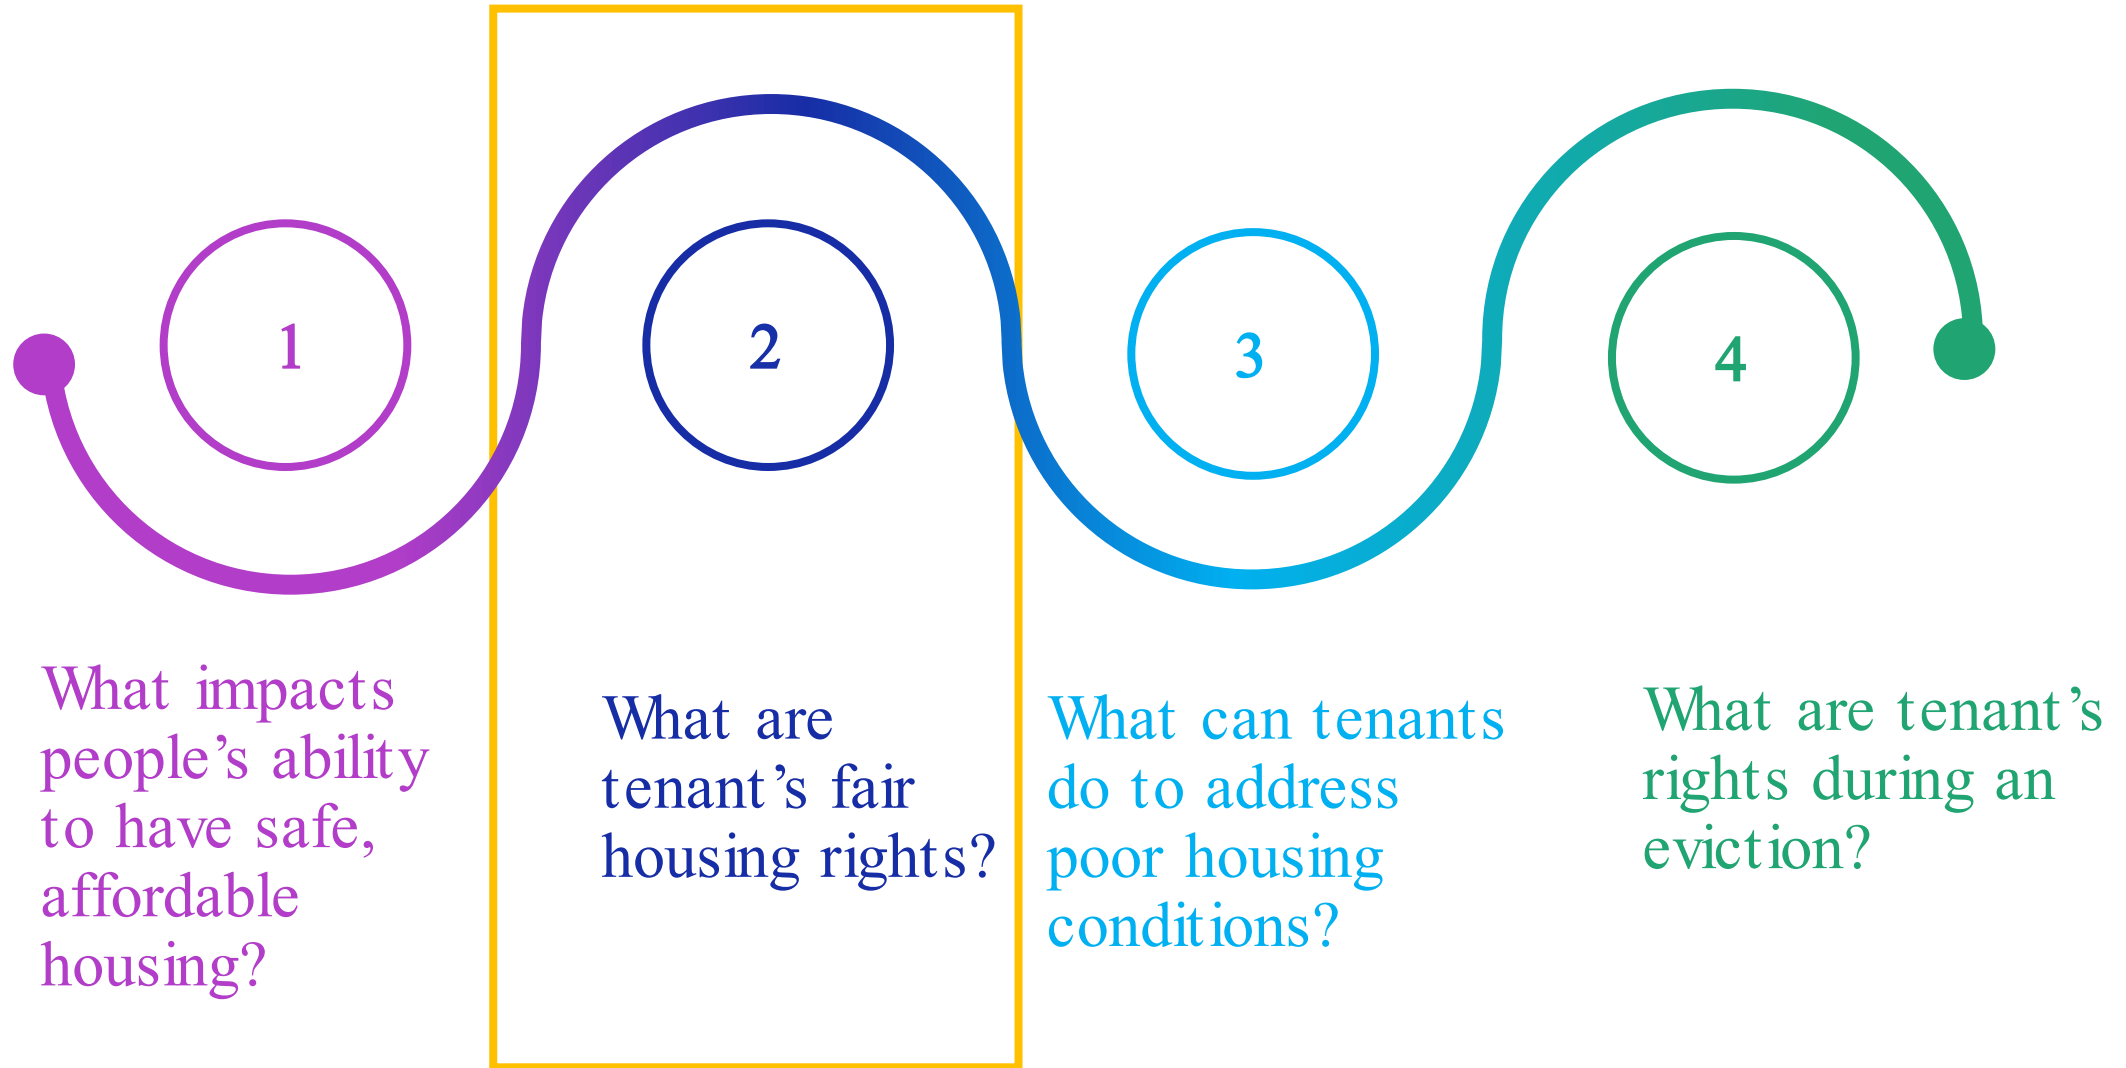 1
What impacts
people’s ability
to have safe,
affordable
housing?
2
What are
tenant’s fair
housing rights?
3
What can tenants
do to address
poor housing
conditions?
4
What are tenant’s
rights during an
eviction?